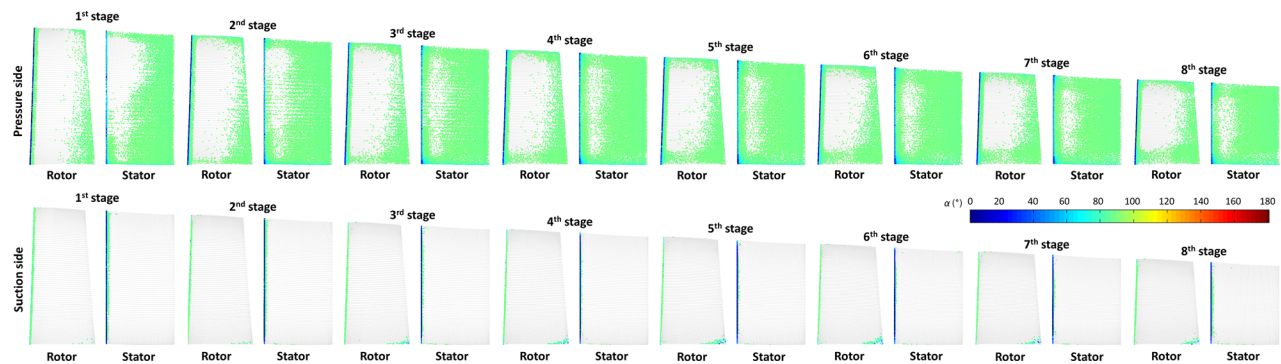 1st stage
2nd stage
3rd stage
4th stage
5th stage
6th stage
7th stage
8th stage
Pressure side
Rotor Stator Rotor Stator Rotor Stator Rotor Stator Rotor Stator Rotor Stator Rotor Stator Rotor Stator
α (°) 0 20 40 60 80 100 120 140 160 180
1st stage
2nd stage
3rd stage
4th stage
5th stage
6th stage
7th stage
8th stage
Suction side
Rotor Stator Rotor Stator Rotor Stator Rotor Stator Rotor Stator Rotor Stator Rotor Stator Rotor Stator